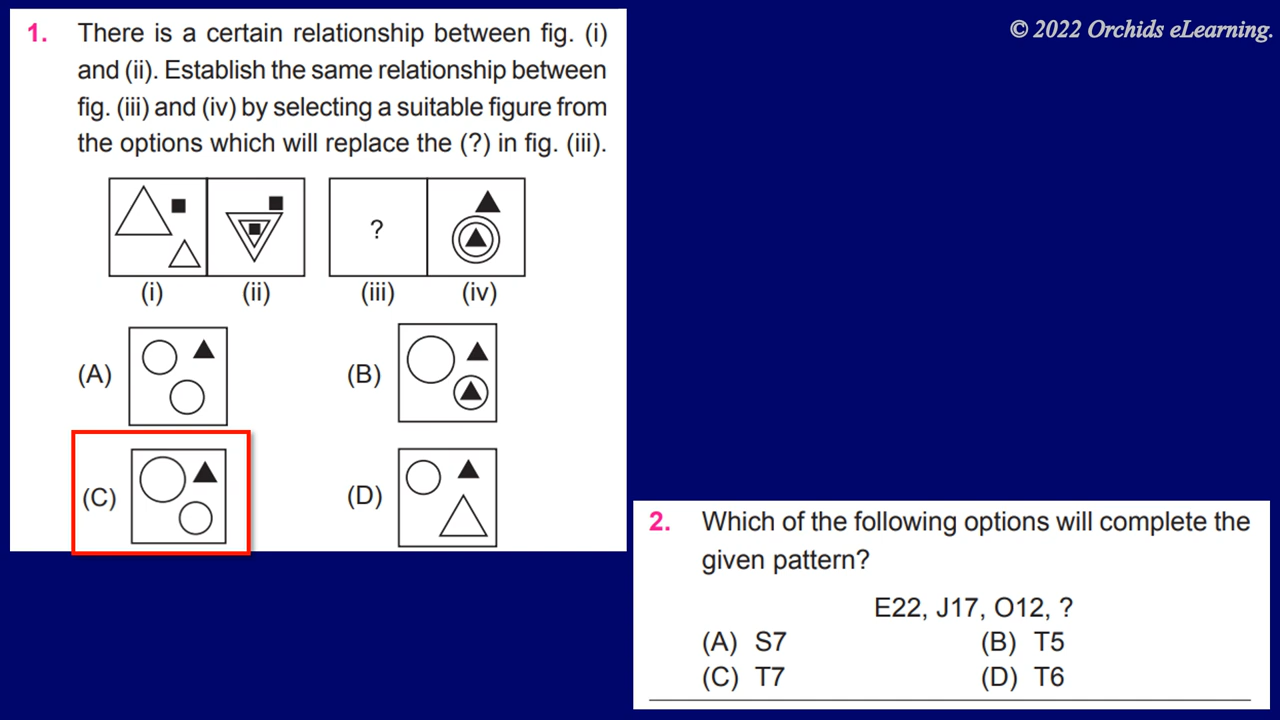 © 2022 Orchids eLearning.
1. There is a certain relationship between fig. (i)
and (ii). Establish the same relationship between
fig. (iii) and (iv) by selecting a suitable figure from
the options which will replace the (?) in fig. (iii).
?
(i) (ii) (iii) (iv)
(A) (B)
(C) (D)
2. Which of the following options will complete the
given pattern?
E22, J17, O12, ?
(A) S7 (B) T5
(C) T7 (D) T6